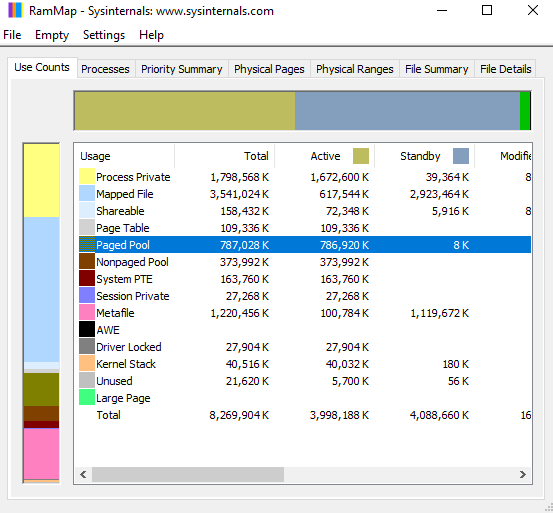 RamMap - Sysinternals: www.sysinternals.com
File Empty Settings Help
Use Counts Processes Priority Summary Physical Pages Physical Ranges File Summary File Details
Usage Total Active Standby Modifie
Process Private 1,798,568 K 1,672,600 K 39,364 K 8
Mapped File 3,541,024 K 617,544 K 2,923,464 K
Shareable 158,432 K 72,348 K 5,916 K 8
Page Table 109,336 K 109,336 K
Paged Pool 787,028 K 786,920 K 8 K
Nonpaged Pool 373,992 K 373,992 K
System PTE 163,760 K 163,760 K
Session Private 27,268 K 27,268 K
Metafile 1,220,456 K 100,784 K 1,119,672 K
AWE
Driver Locked 27,904 K 27,904 K
Kernel Stack 40,516 K 40,032 K 180 K
Unused 21,620 K 5,700 K 56 K
Large Page
Total 8,269,904 K 3,998,188 K 4,088,660 K 16